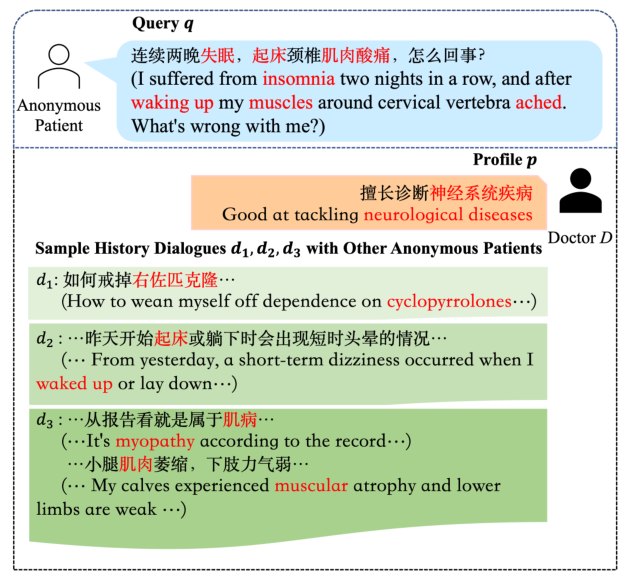 Query q
连续两晚失眠，起床颈椎肌肉酸痛，怎么回事?
(I suffered from insomnia two nights in a row, and after
waking up my muscles around cervical vertebra ached.
What's wrong with me?)
Anonymous
Patient
Profile p
擅长诊断神经系统疾病
Good at tackling neurological diseases
Doctor D
Sample History Dialogues d₁, d₂, d₃ with Other Anonymous Patients
d₁: 如何戒掉右佐匹克隆…
(How to wean myself off dependence on cyclopyrrolones…)
d₂ : …昨天开始起床或躺下时会出现短时头晕的情况…
(… From yesterday, a short-term dizziness occurred when I
waked up or lay down…)
d₃ : …从报告看就是属于肌病…
(…It's myopathy according to the record…)
…小腿肌肉萎缩，下肢力气弱…
(… My calves experienced muscular atrophy and lower
limbs are weak …)